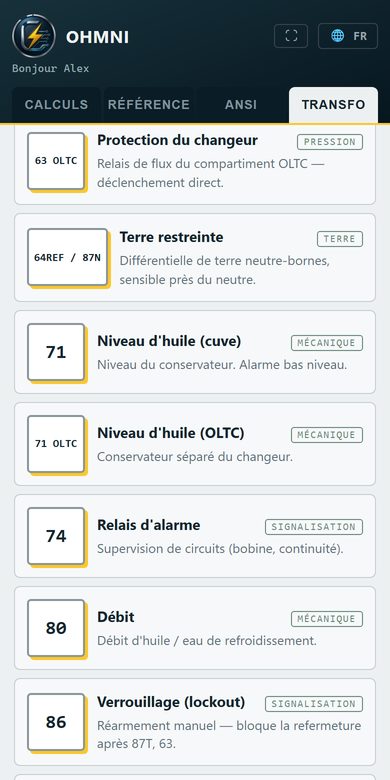 OHMNI
FR
Bonjour Alex
CALCULS
RÉFÉRENCE
ANSI
TRANSFO
63 OLTC
Protection du changeur
PRESSION
Relais de flux du compartiment OLTC —
déclenchement direct.
64REF / 87N
Terre restreinte
TERRE
Différentielle de terre neutre-bornes,
sensible près du neutre.
71
Niveau d'huile (cuve)
MÉCANIQUE
Niveau du conservateur. Alarme bas niveau.
71 OLTC
Niveau d'huile (OLTC)
MÉCANIQUE
Conservateur séparé du changeur.
74
Relais d'alarme
SIGNALISATION
Supervision de circuits (bobine, continuité).
80
Débit
MÉCANIQUE
Débit d'huile / eau de refroidissement.
86
Verrouillage (lockout)
SIGNALISATION
Réarmement manuel — bloque la refermeture
après 87T, 63.